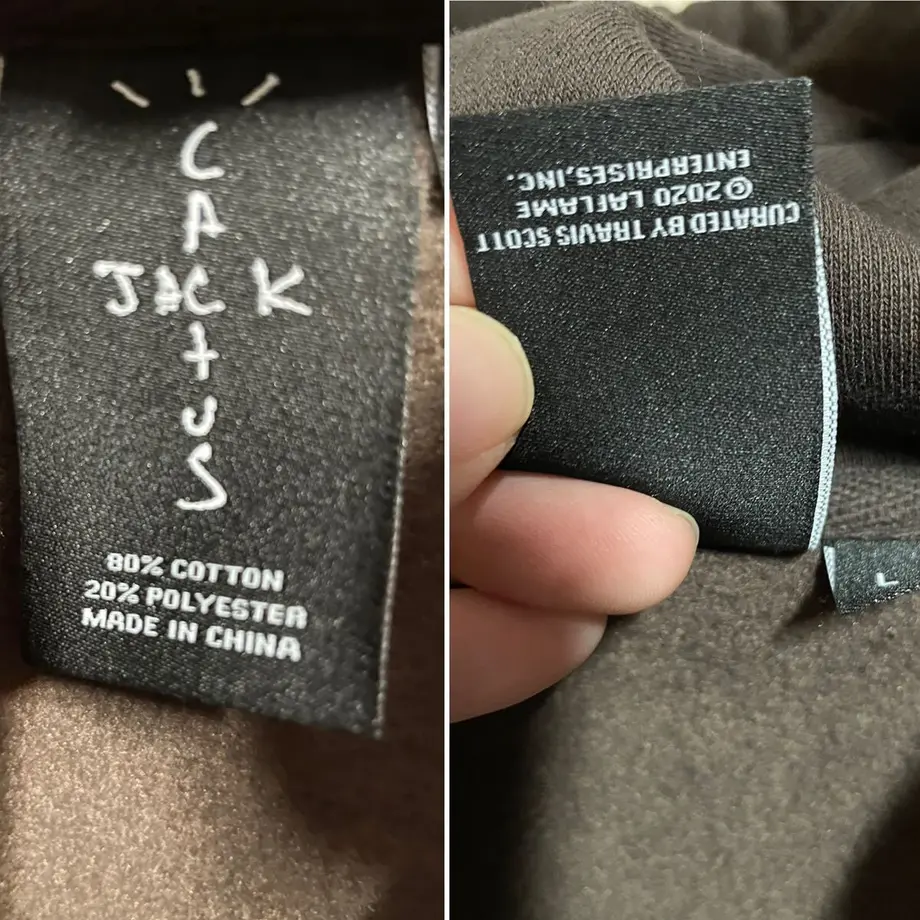 C
A
JACK
T
U
S
80% COTTON
20% POLYESTER
MADE IN CHINA
CURATED BY TRAVIS SCOTT
© 2020 LAFLAME
ENTERPRISES,INC.
L